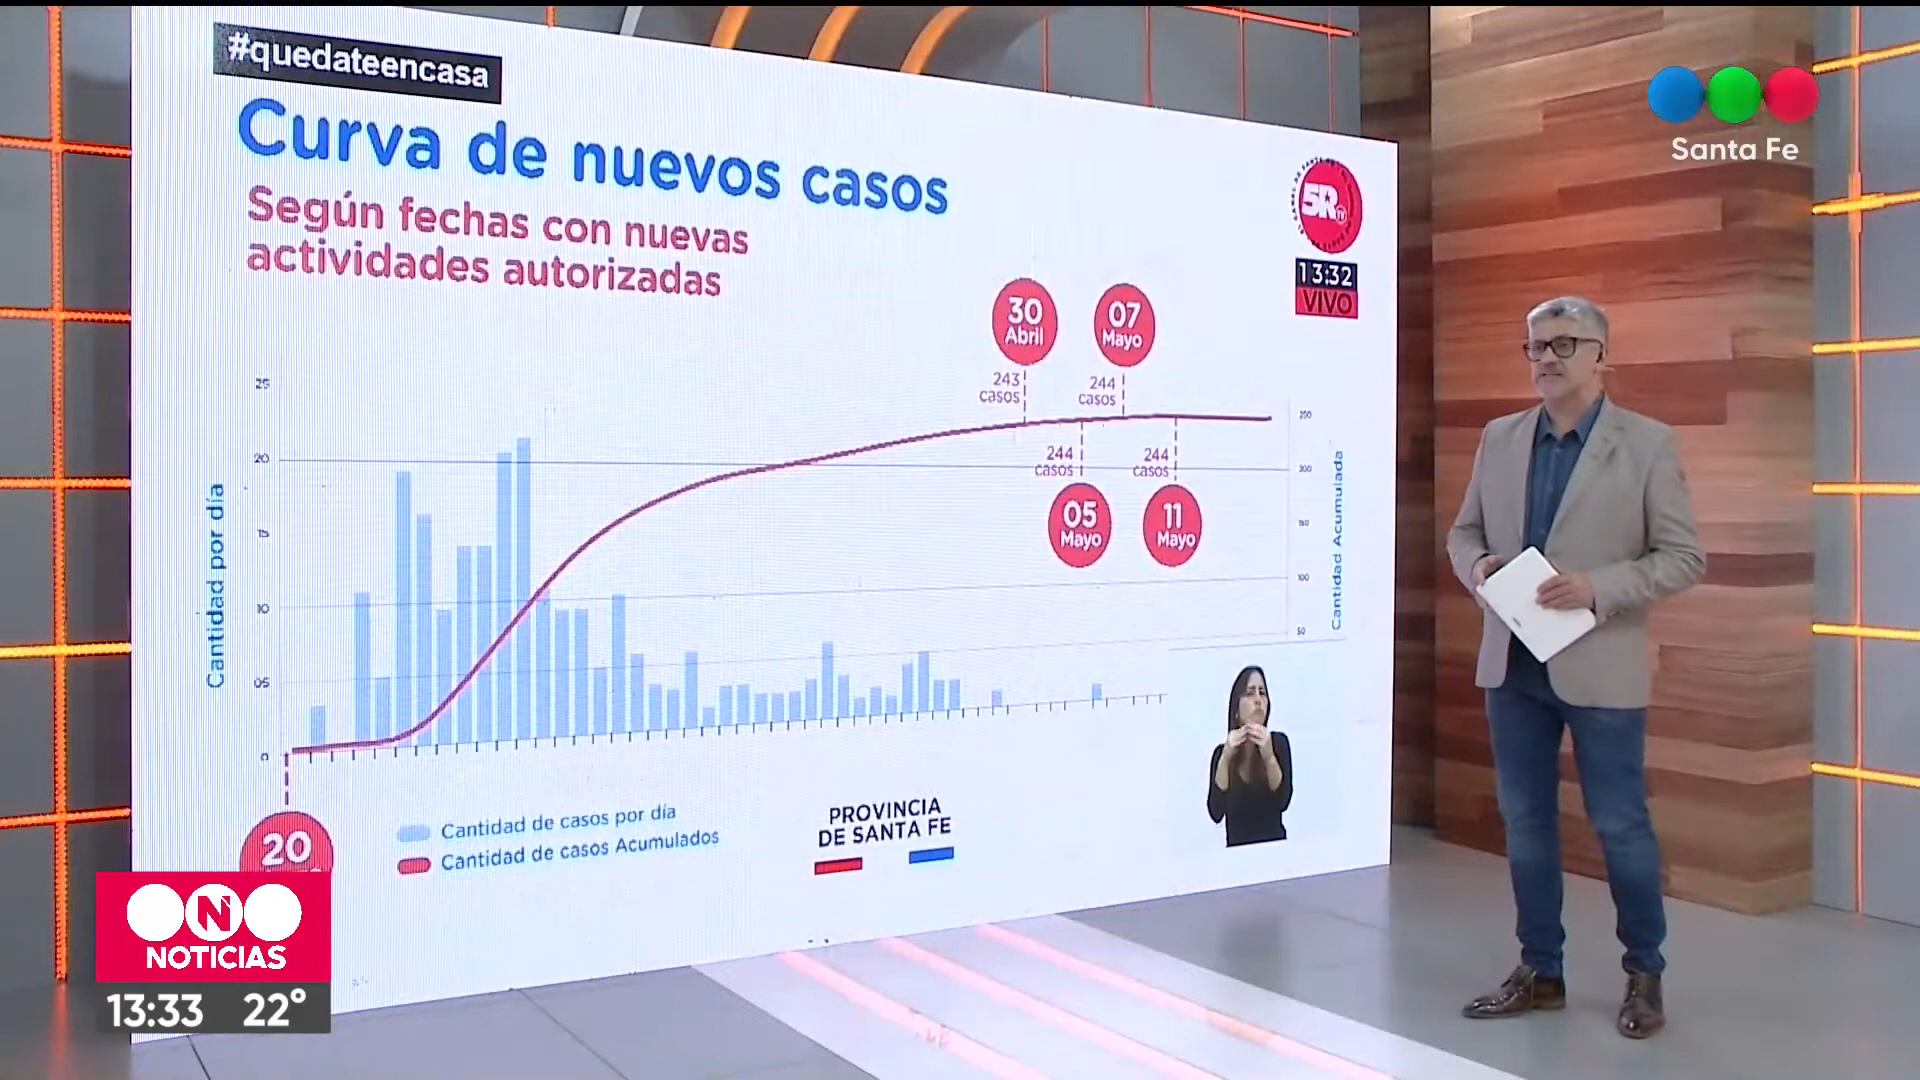 #quedateencasa
Curva de nuevos casos
Según fechas con nuevas
actividades autorizadas
Santa Fe
5R
TV
13:32
VIVO
30
Abril
07
Mayo
243
casos
244
casos
244
casos
244
casos
05
Mayo
11
Mayo
25
20
15
10
05
0
Cantidad por día
250
200
150
100
50
Cantidad Acumulada
20
Cantidad de casos por día
Cantidad de casos Acumulados
PROVINCIA
DE SANTA FE
N
NOTICIAS
13:33 22°